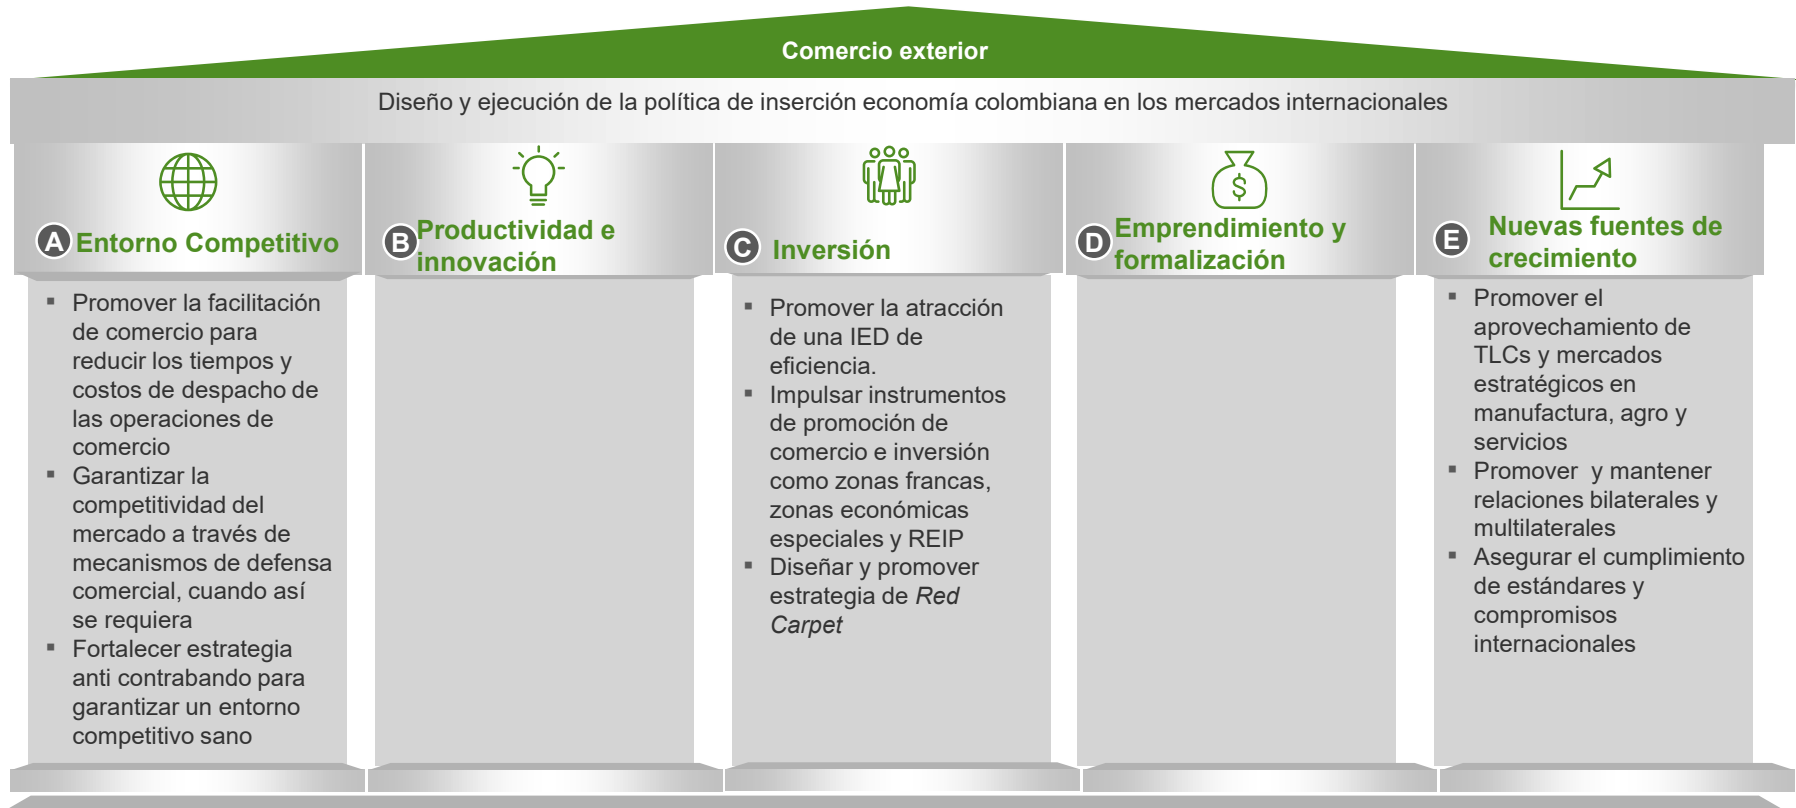 Comercio exterior
Diseño y ejecución de la política de inserción economía colombiana en los mercados internacionales
A Entorno Competitivo
▪ Promover la facilitación
de comercio para
reducir los tiempos y
costos de despacho de
las operaciones de
comercio
▪ Garantizar la
competitividad del
mercado a través de
mecanismos de defensa
comercial, cuando así
se requiera
▪ Fortalecer estrategia
anti contrabando para
garantizar un entorno
competitivo sano
B Productividad e
innovación
C Inversión
▪ Promover la atracción
de una IED de
eficiencia.
▪ Impulsar instrumentos
de promoción de
comercio e inversión
como zonas francas,
zonas económicas
especiales y REIP
▪ Diseñar y promover
estrategia de Red
Carpet
$
D Emprendimiento y
formalización
E Nuevas fuentes de
crecimiento
▪ Promover el
aprovechamiento de
TLCs y mercados
estratégicos en
manufactura, agro y
servicios
▪ Promover y mantener
relaciones bilaterales y
multilaterales
▪ Asegurar el cumplimiento
de estándares y
compromisos
internacionales